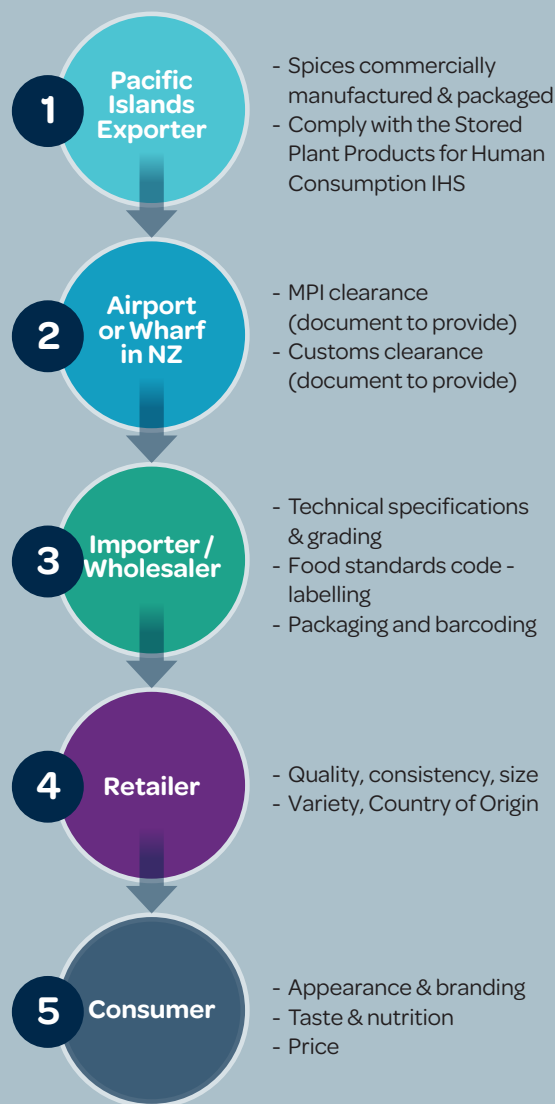 1
Pacific
Islands
Exporter
- Spices commercially
manufactured & packaged
- Comply with the Stored
Plant Products for Human
Consumption IHS
2
Airport
or Wharf
in NZ
- MPI clearance
(document to provide)
- Customs clearance
(document to provide)
3
Importer /
Wholesaler
- Technical specifications
& grading
- Food standards code -
labelling
- Packaging and barcoding
4
Retailer
- Quality, consistency, size
- Variety, Country of Origin
5
Consumer
- Appearance & branding
- Taste & nutrition
- Price